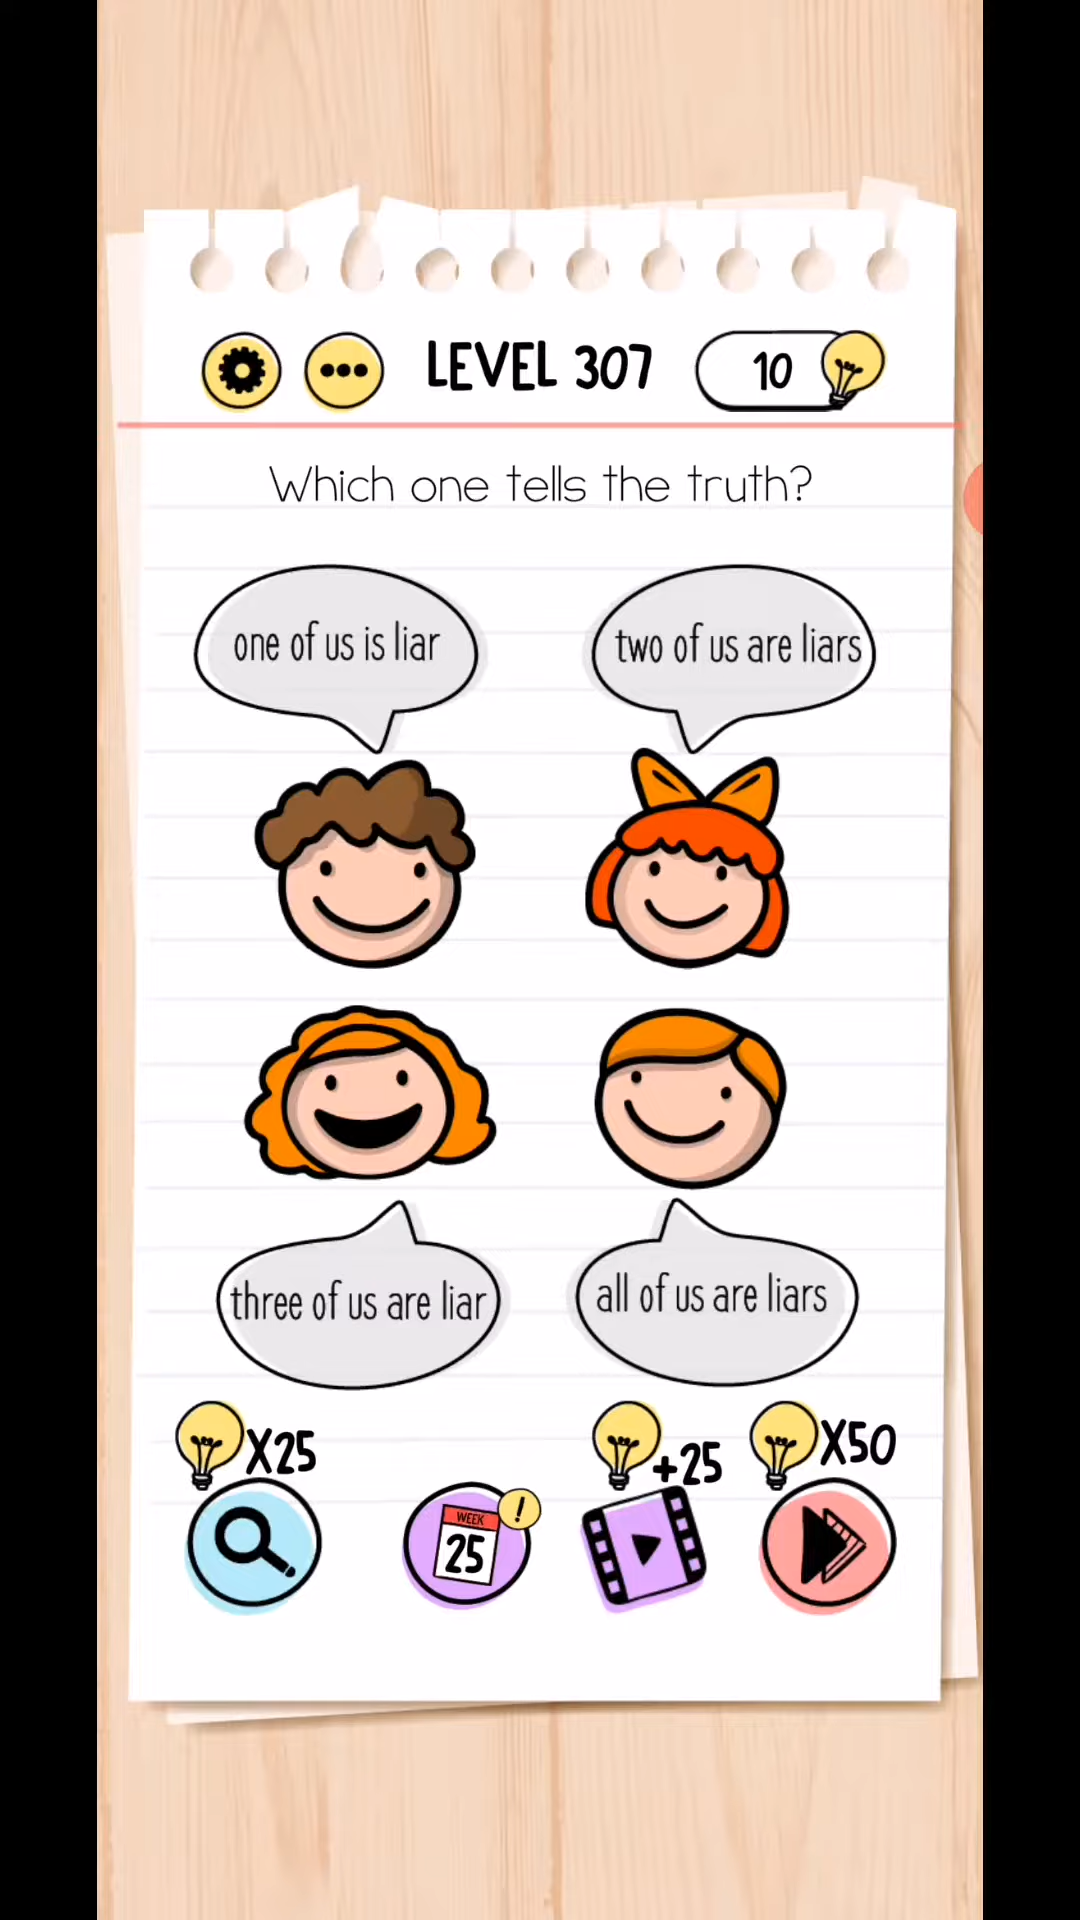 LEVEL 307
10
Which one tells the truth?
one of us is liar
two of us are liars
three of us are liar
all of us are liars
X25
+25
X50
WEEK
25
!